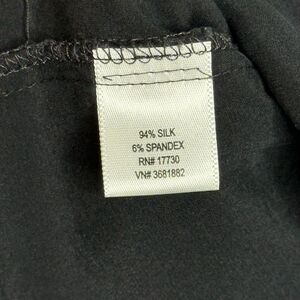 94% SILK
6% SPANDEX
RN# 17730
VN# 3681882